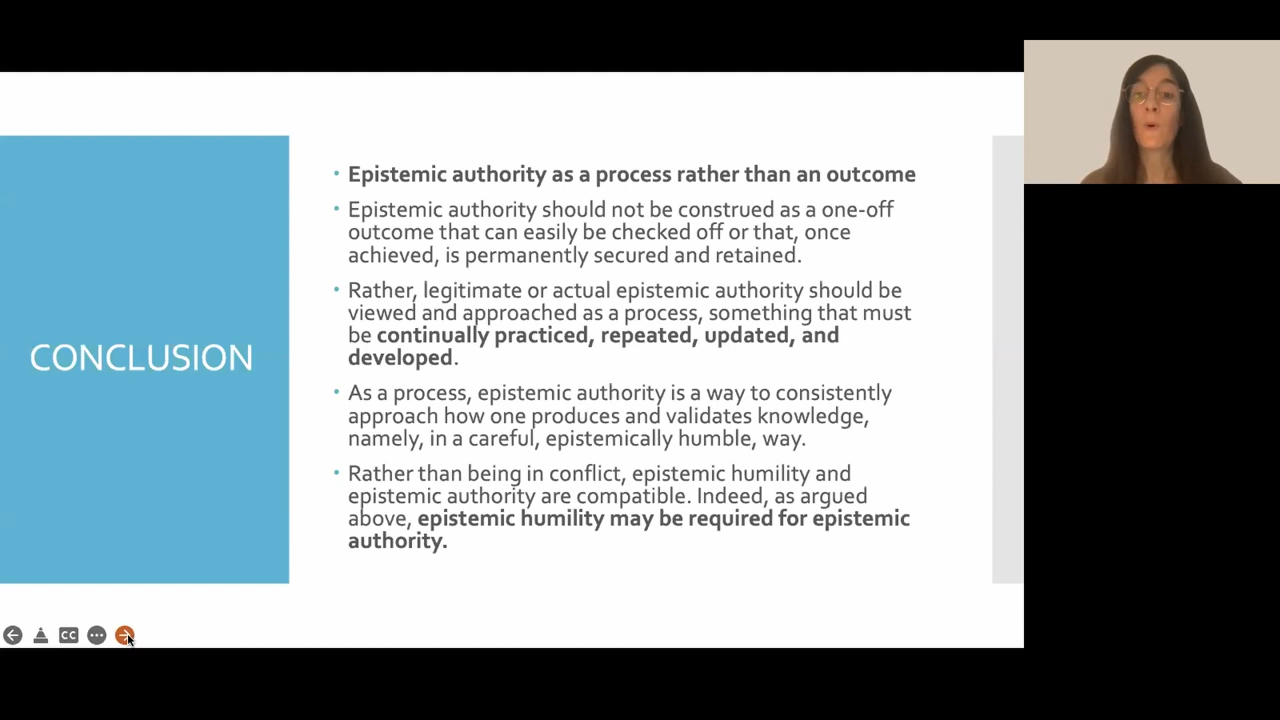 CONCLUSION
• Epistemic authority as a process rather than an outcome
• Epistemic authority should not be construed as a one-off
outcome that can easily be checked off or that, once
achieved, is permanently secured and retained.
• Rather, legitimate or actual epistemic authority should be
viewed and approached as a process, something that must
be continually practiced, repeated, updated, and
developed.
• As a process, epistemic authority is a way to consistently
approach how one produces and validates knowledge,
namely, in a careful, epistemically humble, way.
• Rather than being in conflict, epistemic humility and
epistemic authority are compatible. Indeed, as argued
above, epistemic humility may be required for epistemic
authority.
CC